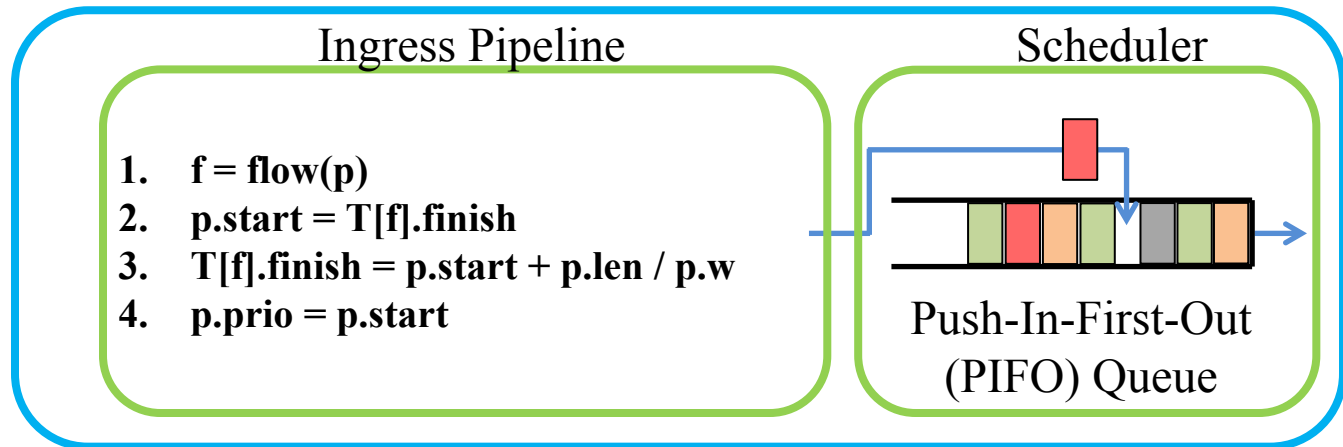 Ingress Pipeline
Scheduler
1. f = flow(p)
2. p.start = T[f].finish
3. T[f].finish = p.start + p.len / p.w
4. p.prio = p.start
Push-In-First-Out
(PIFO) Queue